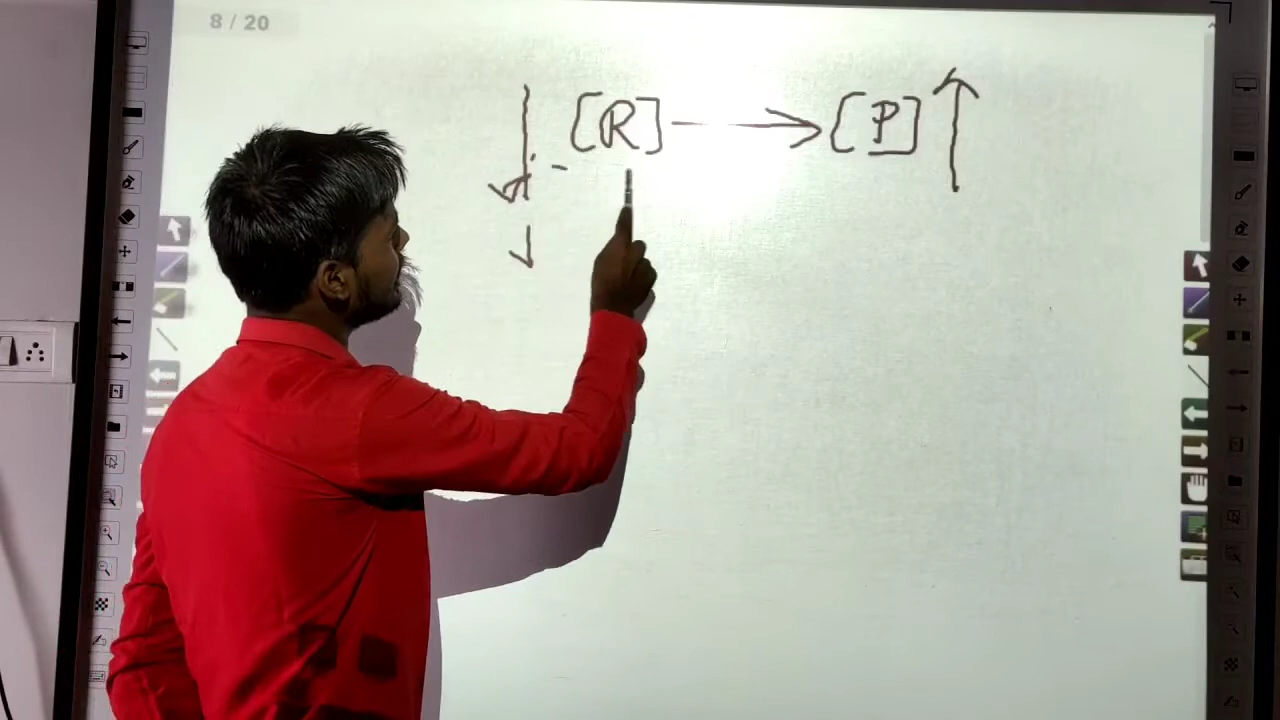 8 / 20
↓ [R] ⟶ [P] ↑
↓